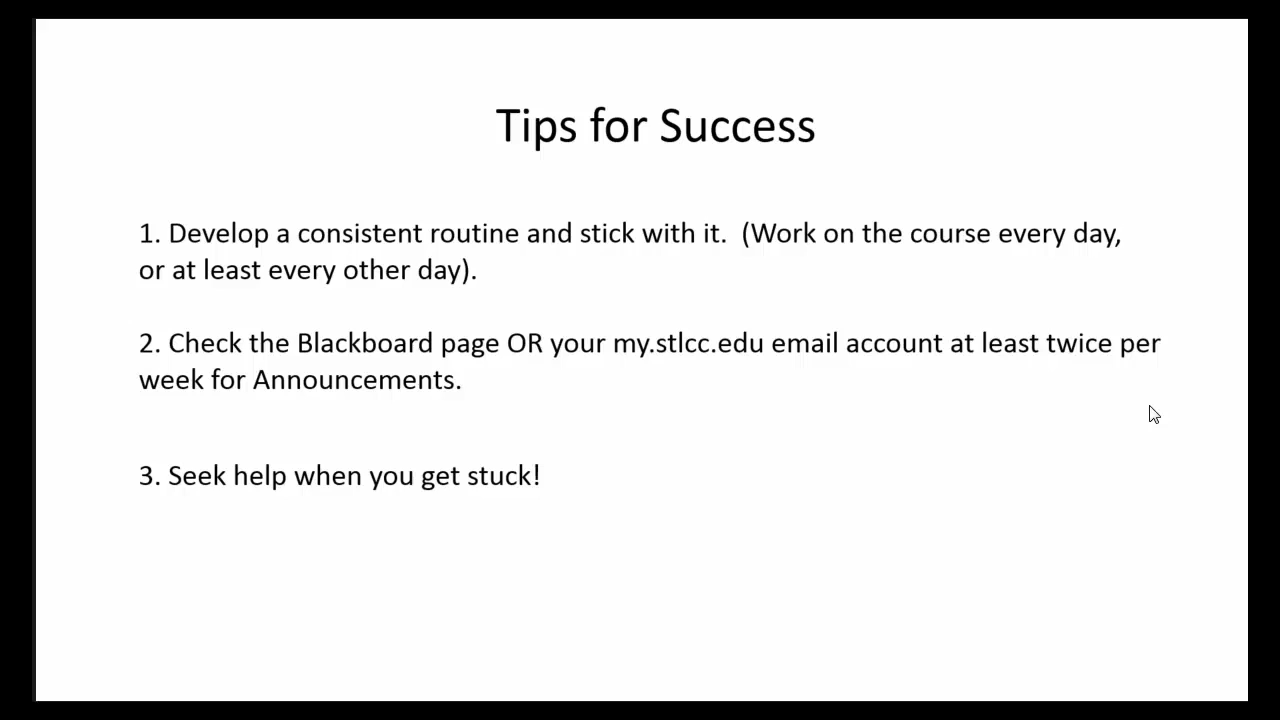 Tips for Success
1. Develop a consistent routine and stick with it.  (Work on the course every day,
or at least every other day).
2. Check the Blackboard page OR your my.stlcc.edu email account at least twice per
week for Announcements.
3. Seek help when you get stuck!